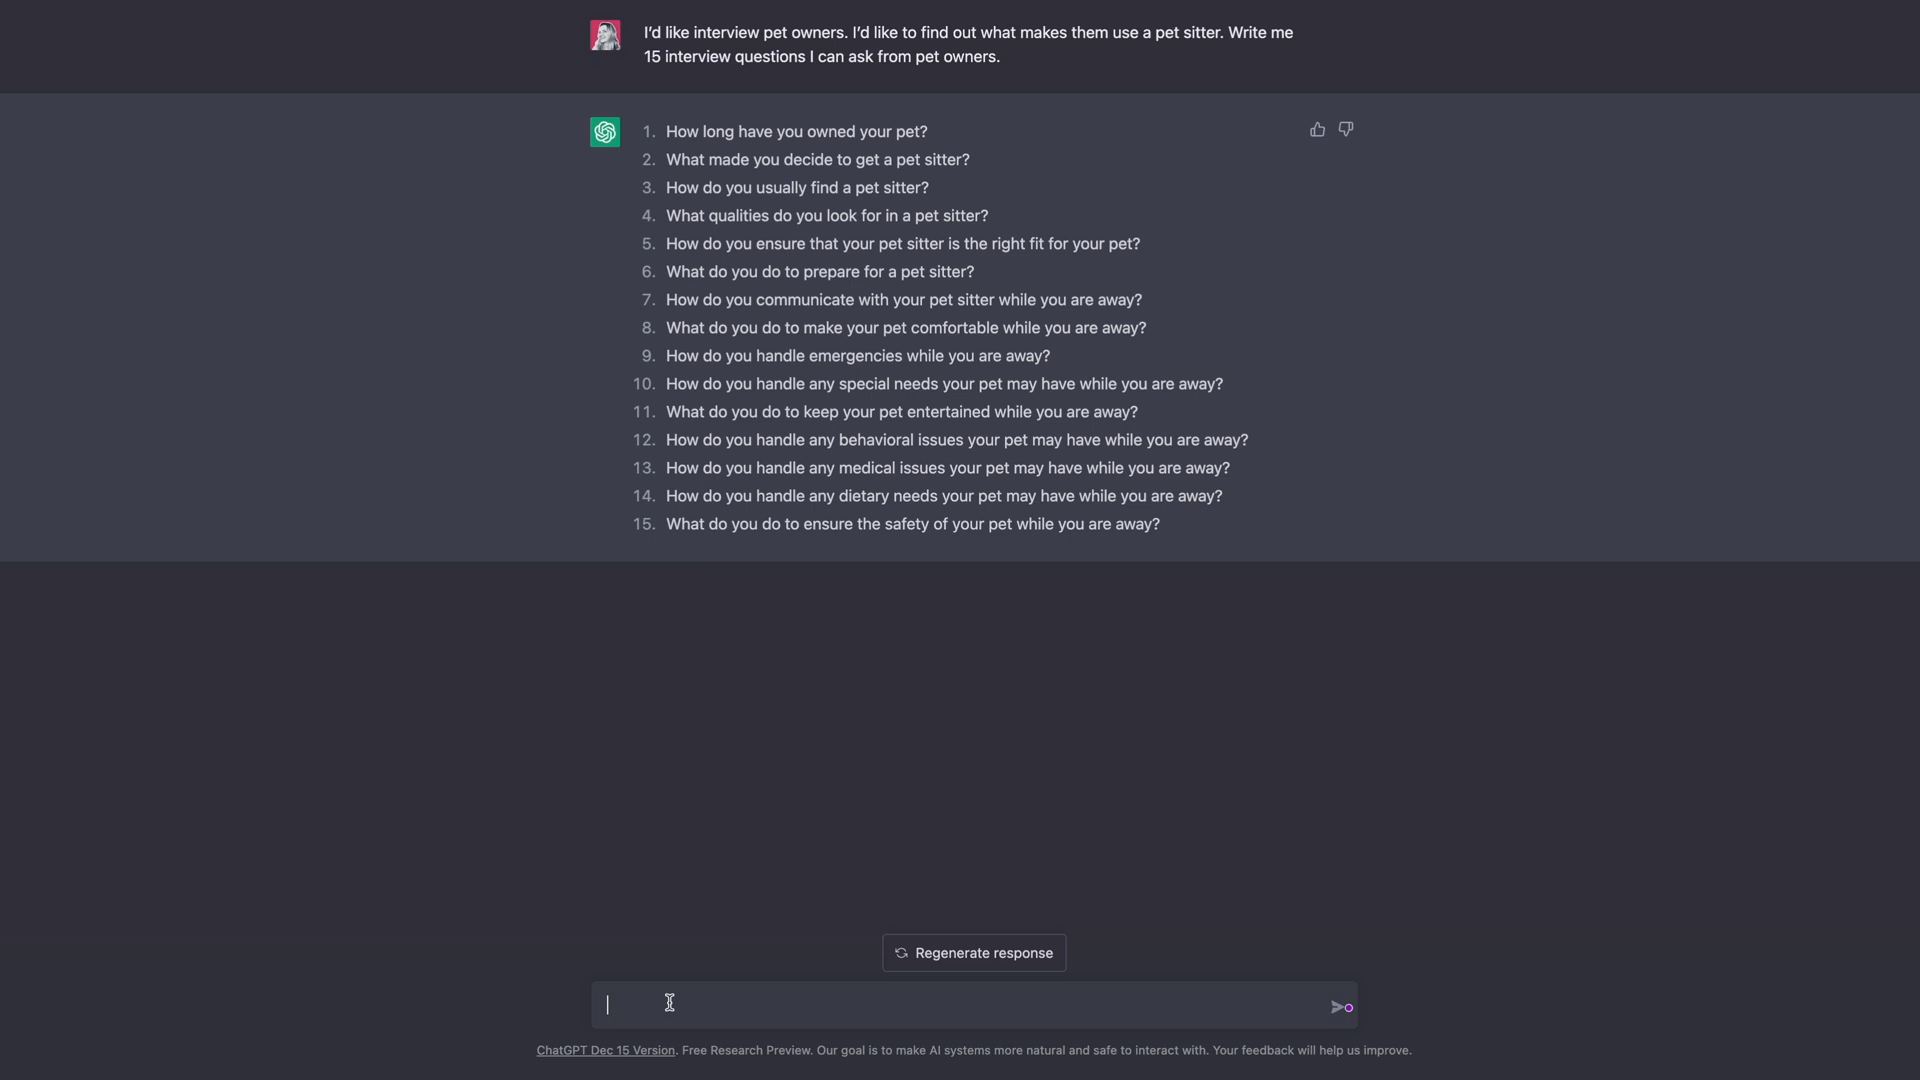 I'd like interview pet owners. I'd like to find out what makes them use a pet sitter. Write me
15 interview questions I can ask from pet owners.
1. How long have you owned your pet?
2. What made you decide to get a pet sitter?
3. How do you usually find a pet sitter?
4. What qualities do you look for in a pet sitter?
5. How do you ensure that your pet sitter is the right fit for your pet?
6. What do you do to prepare for a pet sitter?
7. How do you communicate with your pet sitter while you are away?
8. What do you do to make your pet comfortable while you are away?
9. How do you handle emergencies while you are away?
10. How do you handle any special needs your pet may have while you are away?
11. What do you do to keep your pet entertained while you are away?
12. How do you handle any behavioral issues your pet may have while you are away?
13. How do you handle any medical issues your pet may have while you are away?
14. How do you handle any dietary needs your pet may have while you are away?
15. What do you do to ensure the safety of your pet while you are away?
Regenerate response
ChatGPT Dec 15 Version. Free Research Preview. Our goal is to make AI systems more natural and safe to interact with. Your feedback will help us improve.